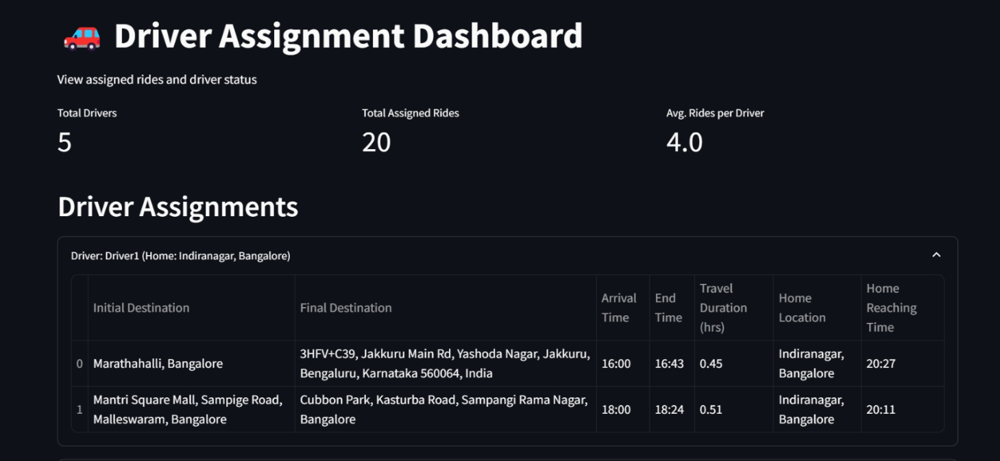 Driver Assignment Dashboard
View assigned rides and driver status
Total Drivers
Total Assigned Rides
Avg. Rides per Driver
5
20
4.0
Driver Assignments
Driver: Driver1 (Home: Indiranagar, Bangalore)
Initial Destination
Final Destination
Arrival
Time
End
Time
Travel
Duration
(hrs)
Home
Location
Home
Reaching
Time
0
Marathahalli, Bangalore
3HFV+C39, Jakkuru Main Rd, Yashoda Nagar, Jakkuru,
Bengaluru, Karnataka 560064, India
16:00
16:43
0.45
Indiranagar,
Bangalore
20:27
1
Mantri Square Mall, Sampige Road,
Malleswaram, Bangalore
Cubbon Park, Kasturba Road, Sampangi Rama Nagar,
Bangalore
18:00
18:24
0.51
Indiranagar,
Bangalore
20:11